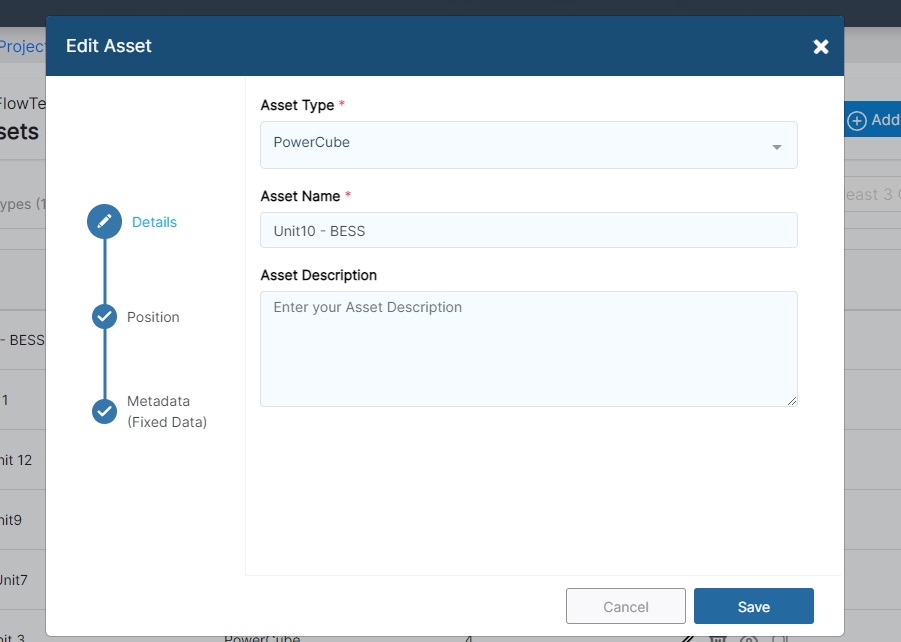 Edit Asset
Projec
FlowTe
sets
Add
ypes (1
east 3
Asset Type *
PowerCube
Asset Name *
Unit10 - BESS
Asset Description
Enter your Asset Description
Details
Position
Metadata
(Fixed Data)
- BESS
1
nit 12
nit9
Unit7
nit 3
PowerCube
4
Cancel
Save